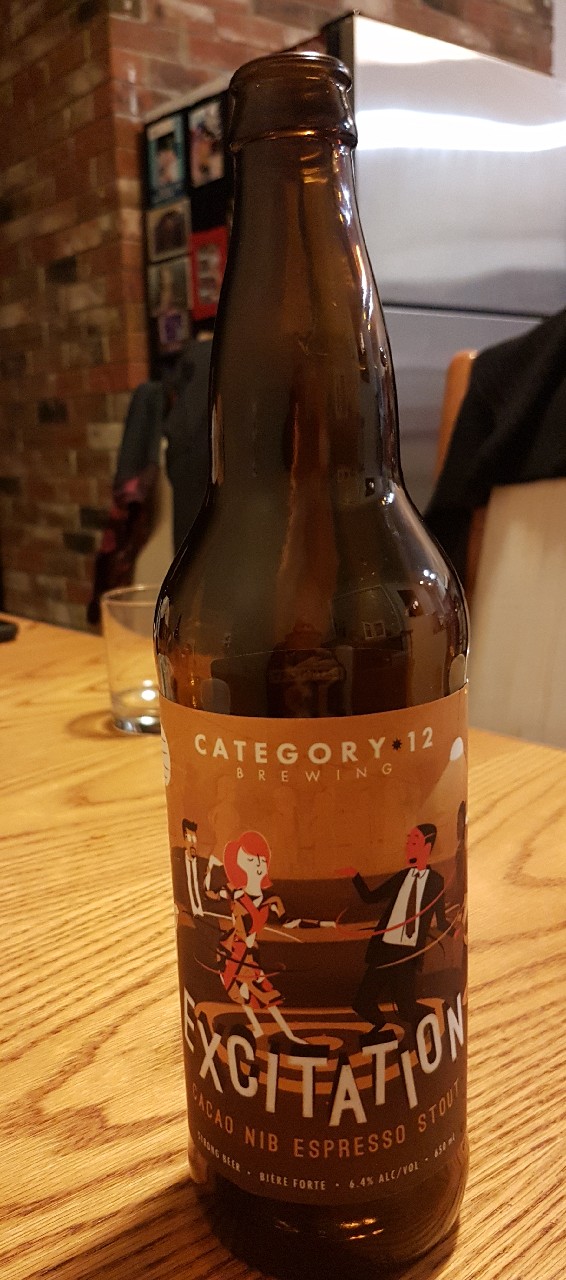 CATEGORY 12
BREWING
EXCITATION
CACAO NIB ESPRESSO STOUT
STRONG BEER • BIÈRE FORTE • 6.4% ALC/VOL • 650 ml